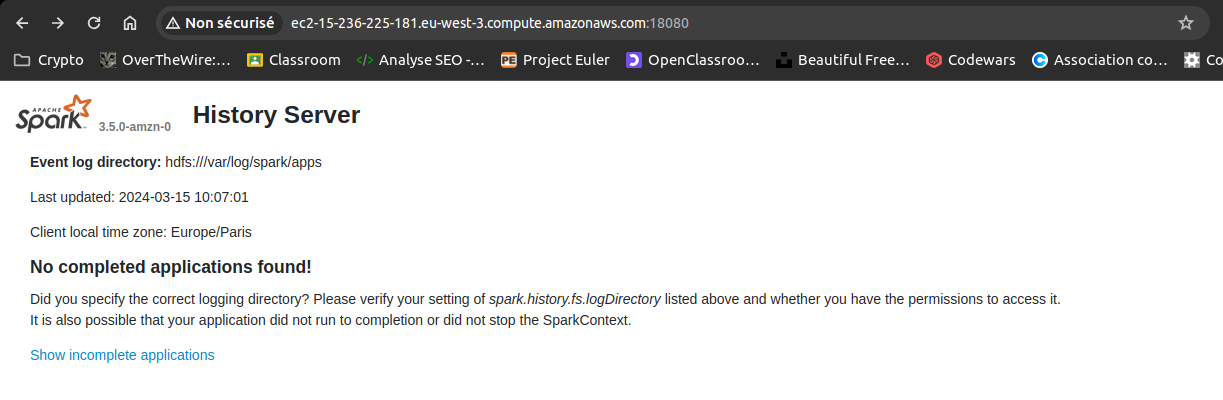 Non sécurisé ec2-15-236-225-181.eu-west-3.compute.amazonaws.com:18080
Crypto OverTheWire:... Classroom </> Analyse SEO -... PE Project Euler OpenClassroo... Beautiful Free... Codewars Association co... Co
APACHE
Spark 3.5.0-amzn-0 History Server
Event log directory: hdfs:///var/log/spark/apps
Last updated: 2024-03-15 10:07:01
Client local time zone: Europe/Paris
No completed applications found!
Did you specify the correct logging directory? Please verify your setting of spark.history.fs.logDirectory listed above and whether you have the permissions to access it.
It is also possible that your application did not run to completion or did not stop the SparkContext.
Show incomplete applications